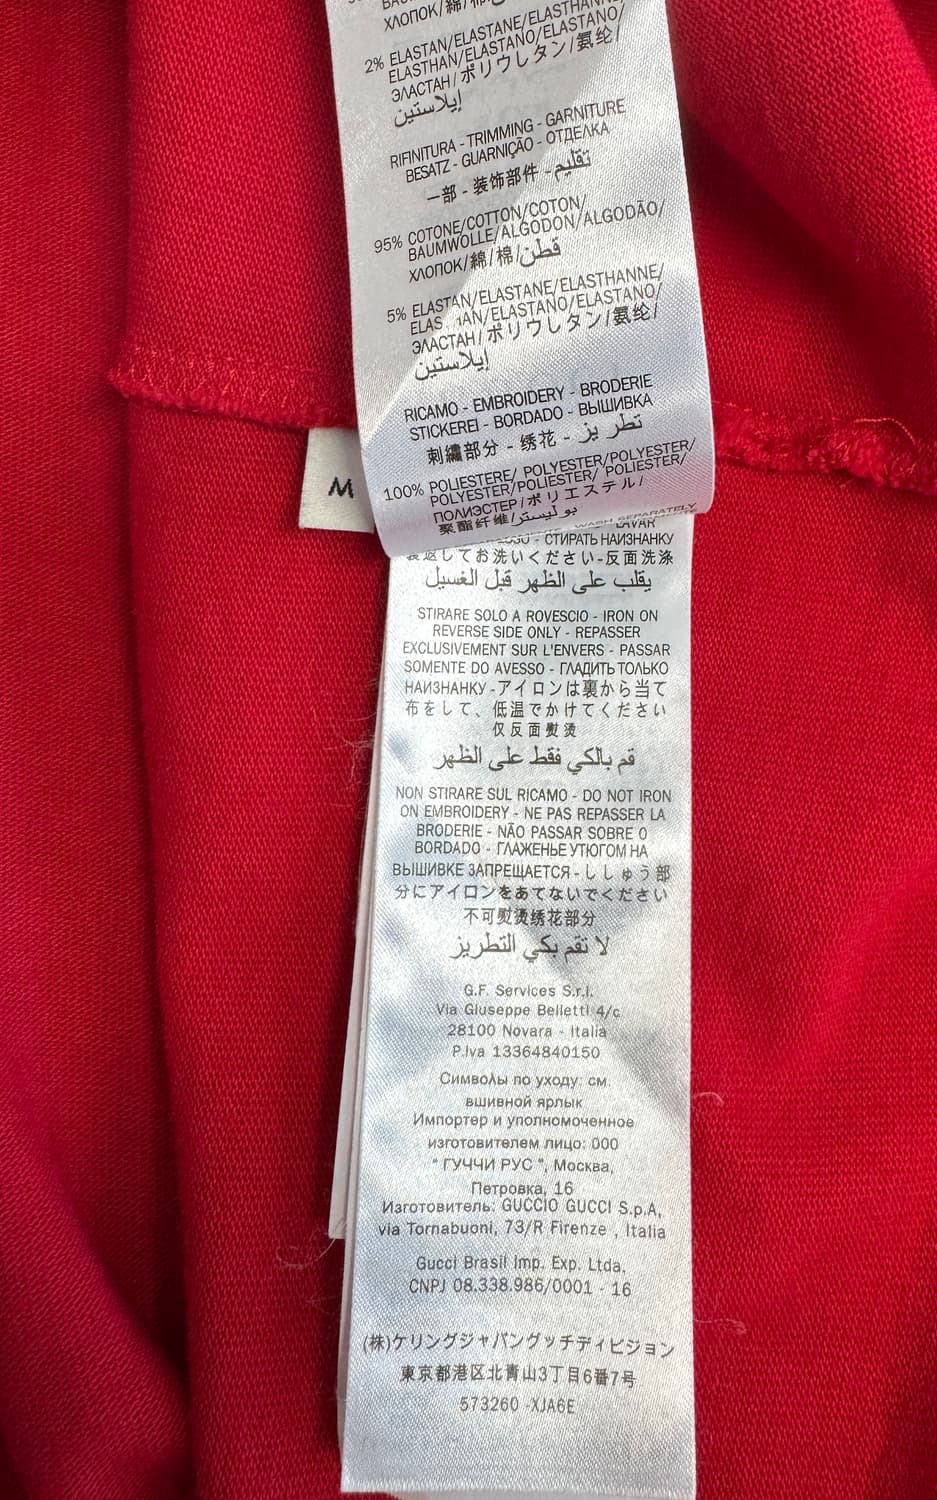 ХЛОПОК/綿/棉/
2% ELASTAN/ELASTANE/ELASTHANNE/
ELASTHAN/ELASTANO/ELASTANO/
ЭЛАСТАН/ポリウレタン/氨纶/
إيلاستين
RIFINITURA - TRIMMING - GARNITURE
BESATZ - GUARNIÇÃO - ОТДЕЛКА
一部 - 装饰部件 - تقليم
95% COTONE/COTTON/COTON/
BAUMWOLLE/ALGODON/ALGODÃO/
ХЛОПОК/綿/棉/قطن
5% ELASTAN/ELASTANE/ELASTHANNE/
ELASTHAN/ELASTANO/ELASTANO/
ЭЛАСТАН/ポリウレタン/氨纶/
إيلاستين
RICAMO - EMBROIDERY - BRODERIE
STICKEREI - BORDADO - ВЫШИВКА
刺繍部分 - 绣花 - تطريز
100% POLIESTERE/ POLYESTER/POLYESTER/
POLYESTER/POLIESTER/ POLIESTER/
ПОЛИЭСТЕР/ポリエステル/
聚酯纤维/بوليستر
M
WASH SEPARATELY
LAVAR
- СТИРАТЬ НАИЗНАНКУ
裏返してお洗いください-反面洗涤
يقلب على الظهر قبل الغسيل
STIRARE SOLO A ROVESCIO - IRON ON
REVERSE SIDE ONLY - REPASSER
EXCLUSIVEMENT SUR L'ENVERS - PASSAR
SOMENTE DO AVESSO - ГЛАДИТЬ ТОЛЬКО
НАИЗНАНКУ -アイロンは裏から当て
布をして、低温でかけてください
仅反面熨烫
قم بالكي فقط على الظهر
NON STIRARE SUL RICAMO - DO NOT IRON
ON EMBROIDERY - NE PAS REPASSER LA
BRODERIE - NÃO PASSAR SOBRE O
BORDADO - ГЛАЖЕНЬЕ УТЮГОМ НА
ВЫШИВКЕ ЗАПРЕЩАЕТСЯ - ししゅう部
分にアイロンをあてないでください
不可熨烫绣花部分
لا تقم بكي التطريز
G.F. Services S.r.l.
Via Giuseppe Belletti 4/c
28100 Novara - Italia
P.Iva 13364840150
Символы по уходу: см.
вшивной ярлык
Импортер и уполномоченное
изготовителем лицо: ООО
" ГУЧЧИ РУС ", Москва,
Петровка, 16
Изготовитель: GUCCIO GUCCI S.p.A,
via Tornabuoni, 73/R Firenze , Italia
Gucci Brasil Imp. Exp. Ltda.
CNPJ 08.338.986/0001 - 16
(株)ケリングジャパングッチディビジョン
東京都港区北青山3丁目6番7号
573260 -XJA6E